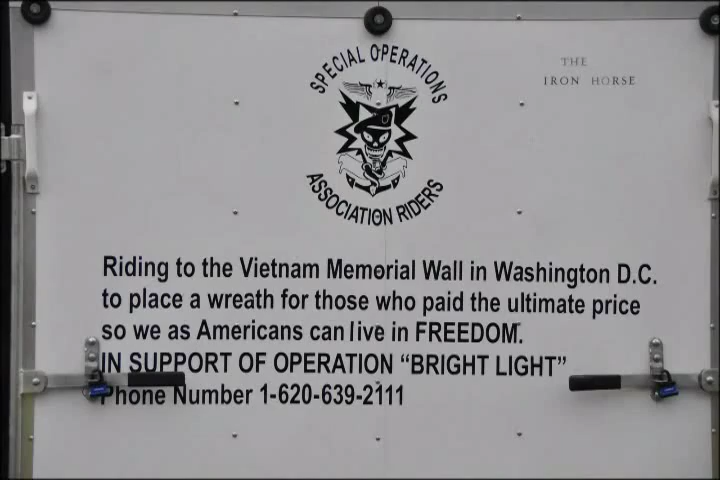 SPECIAL OPERATIONS
ASSOCIATION RIDERS
THE
IRON HORSE
Riding to the Vietnam Memorial Wall in Washington D.C.
to place a wreath for those who paid the ultimate price
so we as Americans can live in FREEDOM.
IN SUPPORT OF OPERATION “BRIGHT LIGHT”
Phone Number 1-620-639-2111